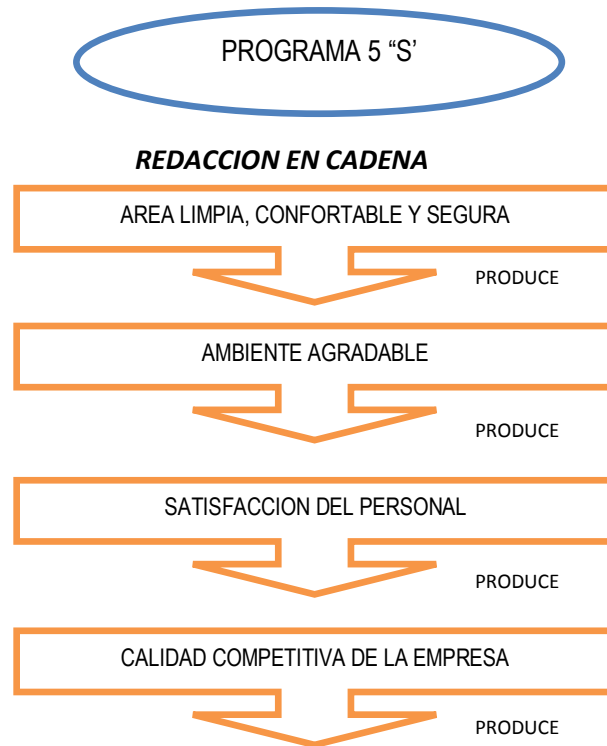 PROGRAMA 5 “S’
REDACCION EN CADENA
AREA LIMPIA, CONFORTABLE Y SEGURA
PRODUCE
AMBIENTE AGRADABLE
PRODUCE
SATISFACCION DEL PERSONAL
PRODUCE
CALIDAD COMPETITIVA DE LA EMPRESA
PRODUCE